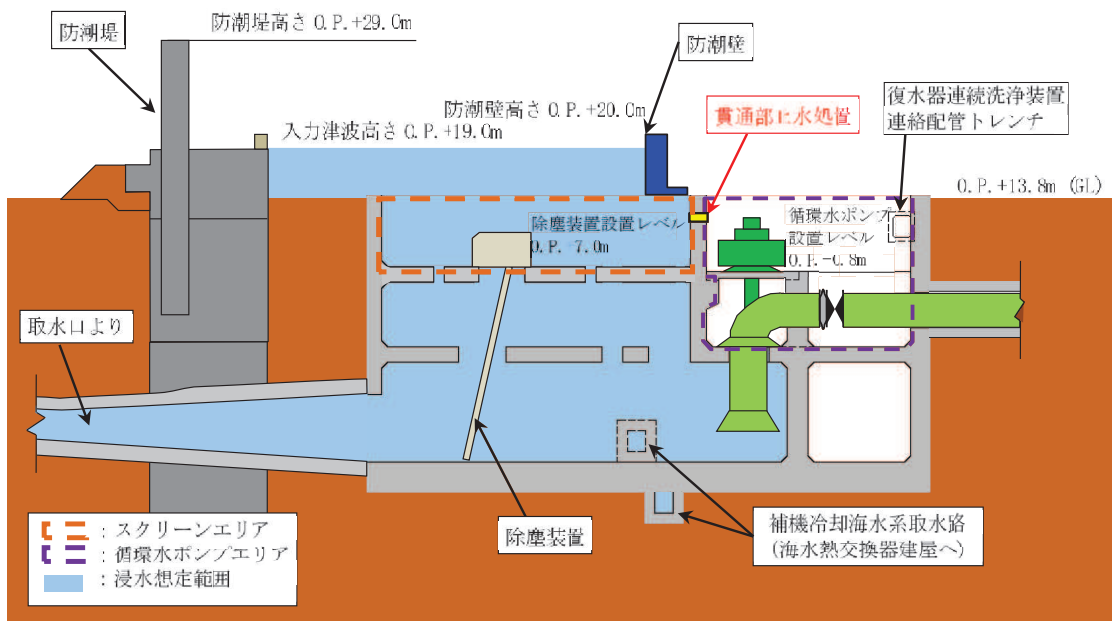 防潮堤
防潮堤高さ O.P.+29.0m
防潮壁
防潮壁高さ O.P.+20.0m
入力津波高さ O.P.+19.0m
貫通部止水処置
復水器連続洗浄装置
連絡配管トレンチ
O.P.+13.8m (GL)
除塵装置設置レベル
O.P.+7.0m
循環水ポンプ
設置レベル
O.P.-0.8m
取水口より
除塵装置
補機冷却海水系取水路
(海水熱交換器建屋へ)
:スクリーンエリア
:循環水ポンプエリア
:浸水想定範囲